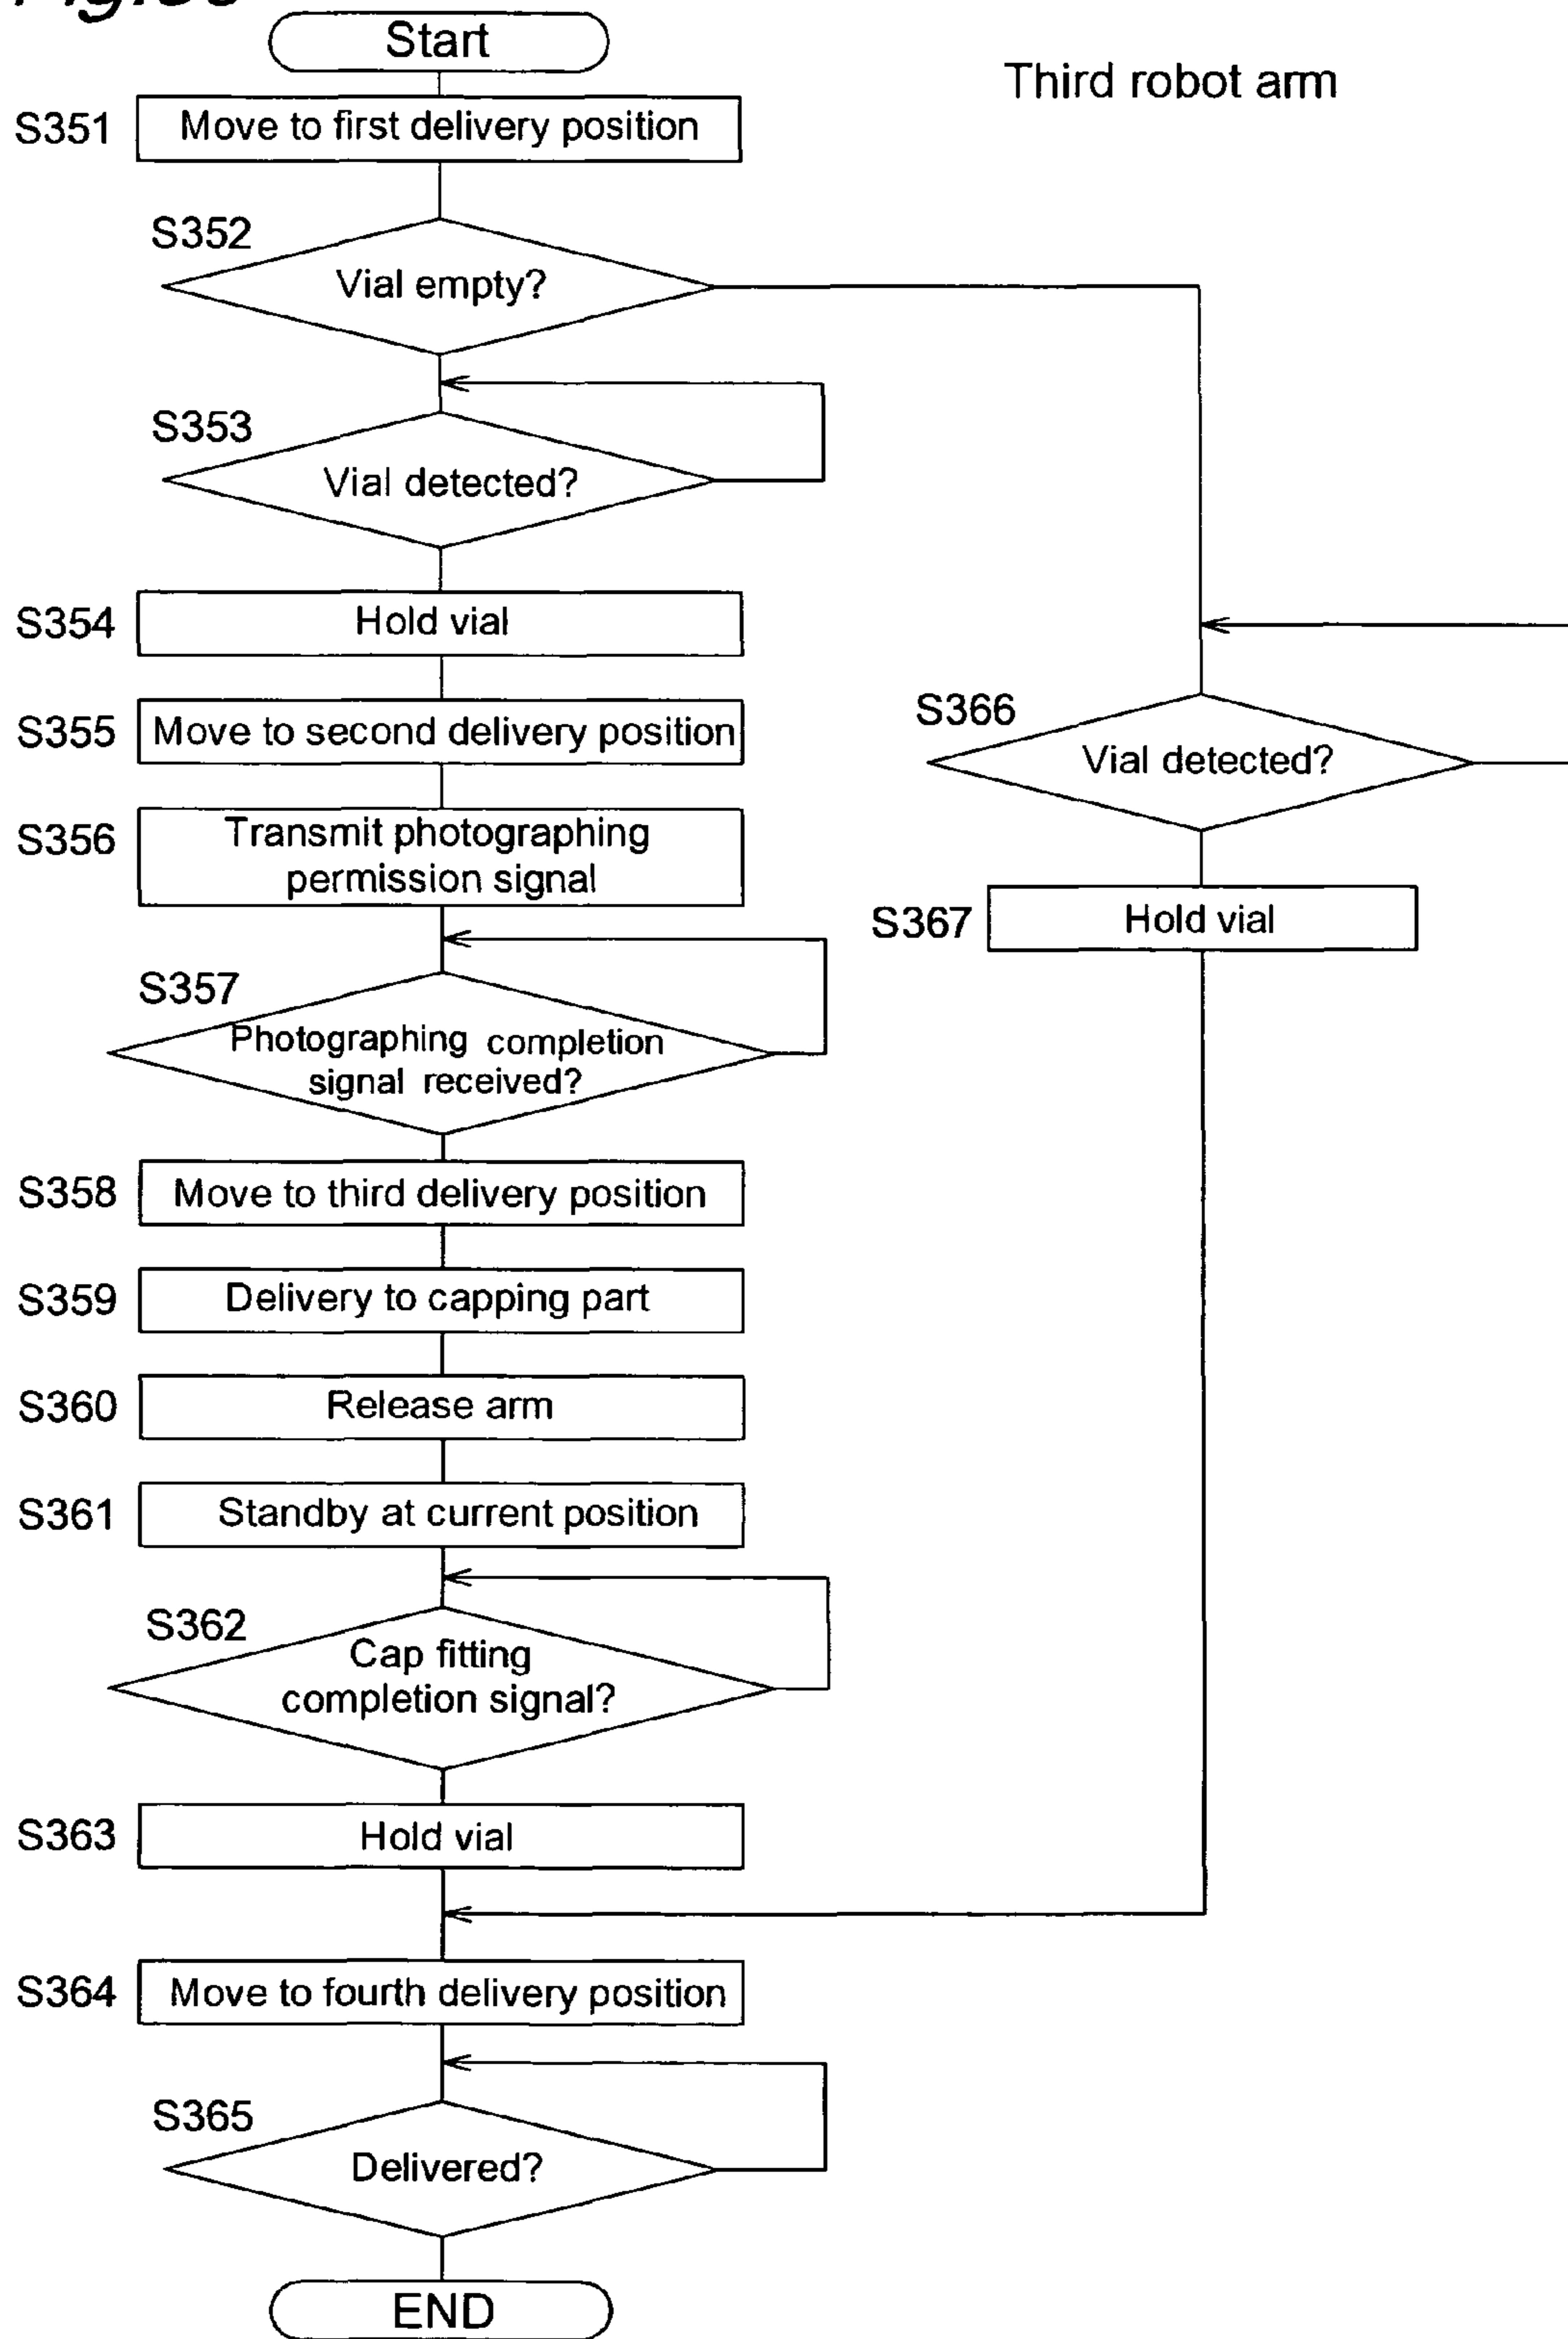 Start
Third robot arm
S351
Move to first delivery position
S352
Vial empty?
S353
Vial detected?
S354
Hold vial
S355
Move to second delivery position
S356
Transmit photographing
permission signal
S357
Photographing completion
signal received?
S358
Move to third delivery position
S359
Delivery to capping part
S360
Release arm
S361
Standby at current position
S362
Cap fitting
completion signal?
S363
Hold vial
S364
Move to fourth delivery position
S365
Delivered?
END
S366
Vial detected?
S367
Hold vial